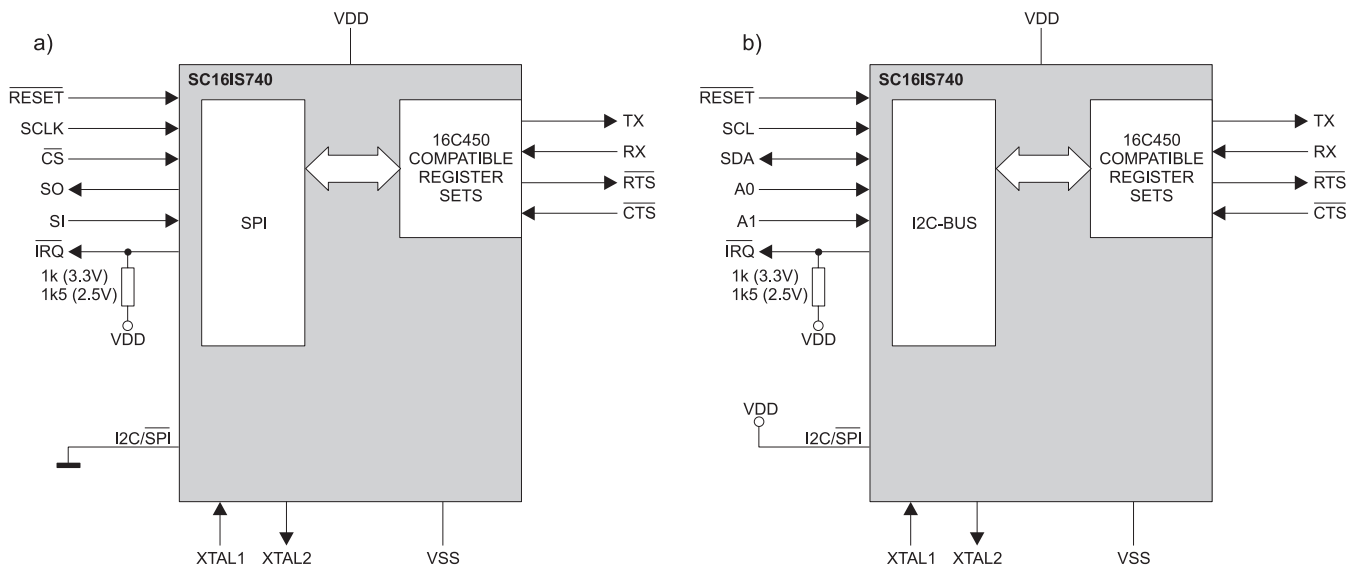 a)
VDD
SC16IS740
RESET
SCLK
CS
SO
SI
IRQ
1k (3.3V)
1k5 (2.5V)
VDD
I2C/SPI
SPI
16C450
COMPATIBLE
REGISTER
SETS
TX
RX
RTS
CTS
XTAL1
XTAL2
VSS
b)
VDD
SC16IS740
RESET
SCL
SDA
A0
A1
IRQ
1k (3.3V)
1k5 (2.5V)
VDD
VDD
I2C/SPI
I2C-BUS
16C450
COMPATIBLE
REGISTER
SETS
TX
RX
RTS
CTS
XTAL1
XTAL2
VSS